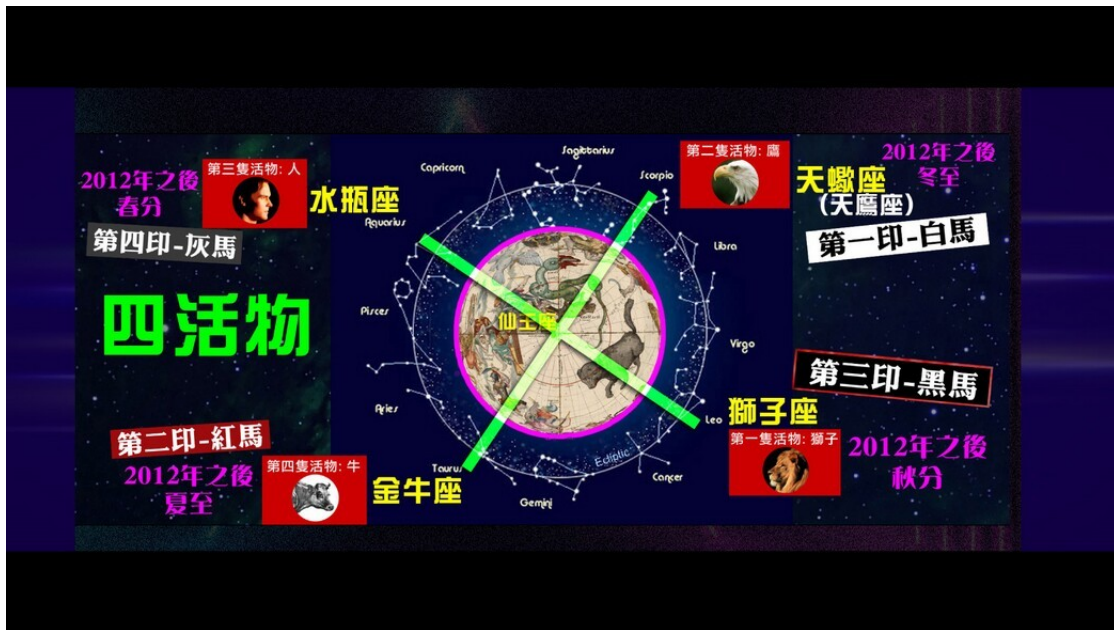 2012年之後
春分
第三隻活物: 人
水瓶座
第四印-灰馬
四活物
第二印-紅馬
2012年之後
夏至
第四隻活物: 牛
金牛座
Capricorn
Sagittarius
Scorpio
Aquarius
Libra
Pisces
仙王座
Virgo
Aries
Leo
Taurus
Ecliptic
Cancer
Gemini
第二隻活物: 鷹
天蠍座
(天鷹座)
2012年之後
冬至
第一印-白馬
第三印-黑馬
獅子座
第一隻活物: 獅子
2012年之後
秋分